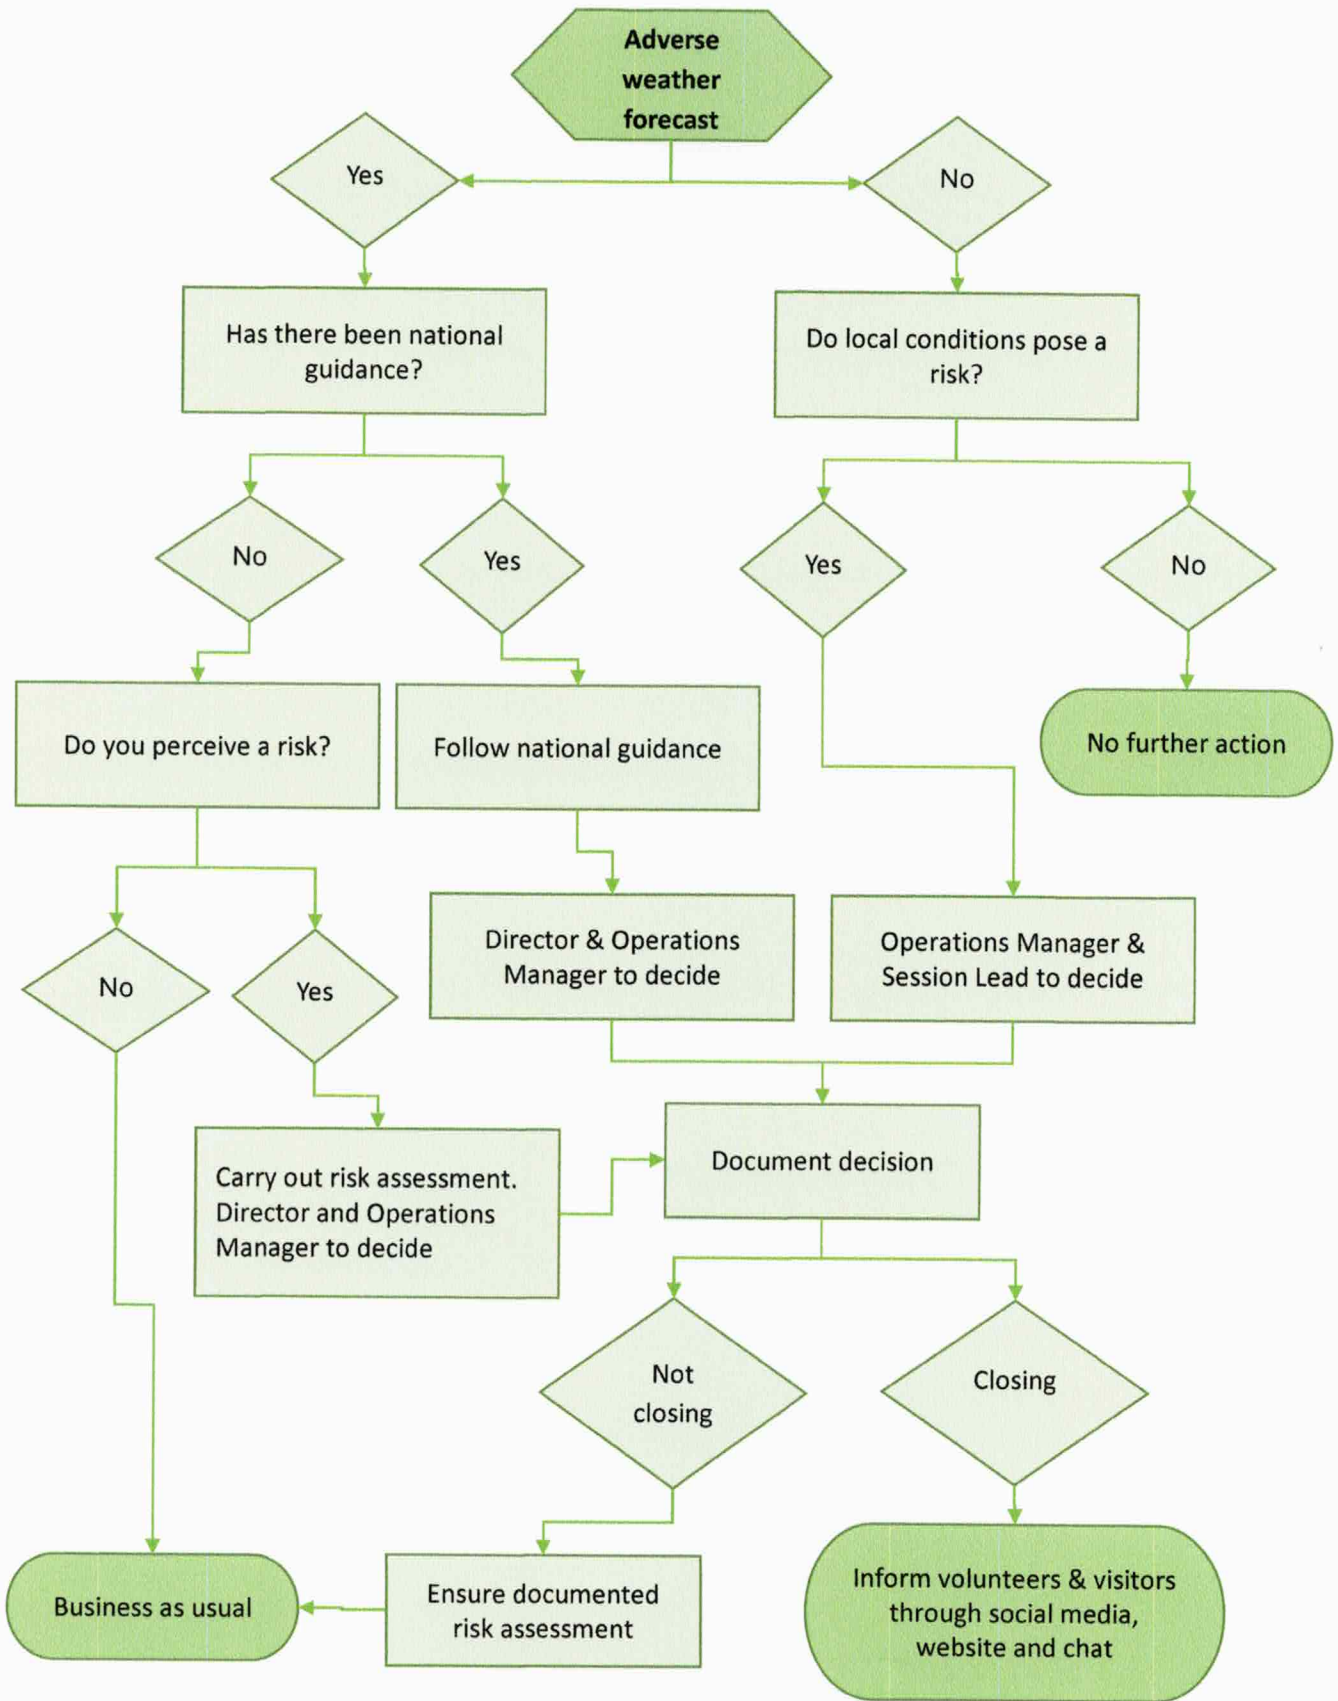 Adverse
weather
forecast
Yes
No
Has there been national
guidance?
Do local conditions pose a
risk?
No
Yes
Yes
No
Do you perceive a risk?
Follow national guidance
No further action
No
Yes
Director & Operations
Manager to decide
Operations Manager &
Session Lead to decide
Carry out risk assessment.
Director and Operations
Manager to decide
Document decision
Not
closing
Closing
Business as usual
Ensure documented
risk assessment
Inform volunteers & visitors
through social media,
website and chat